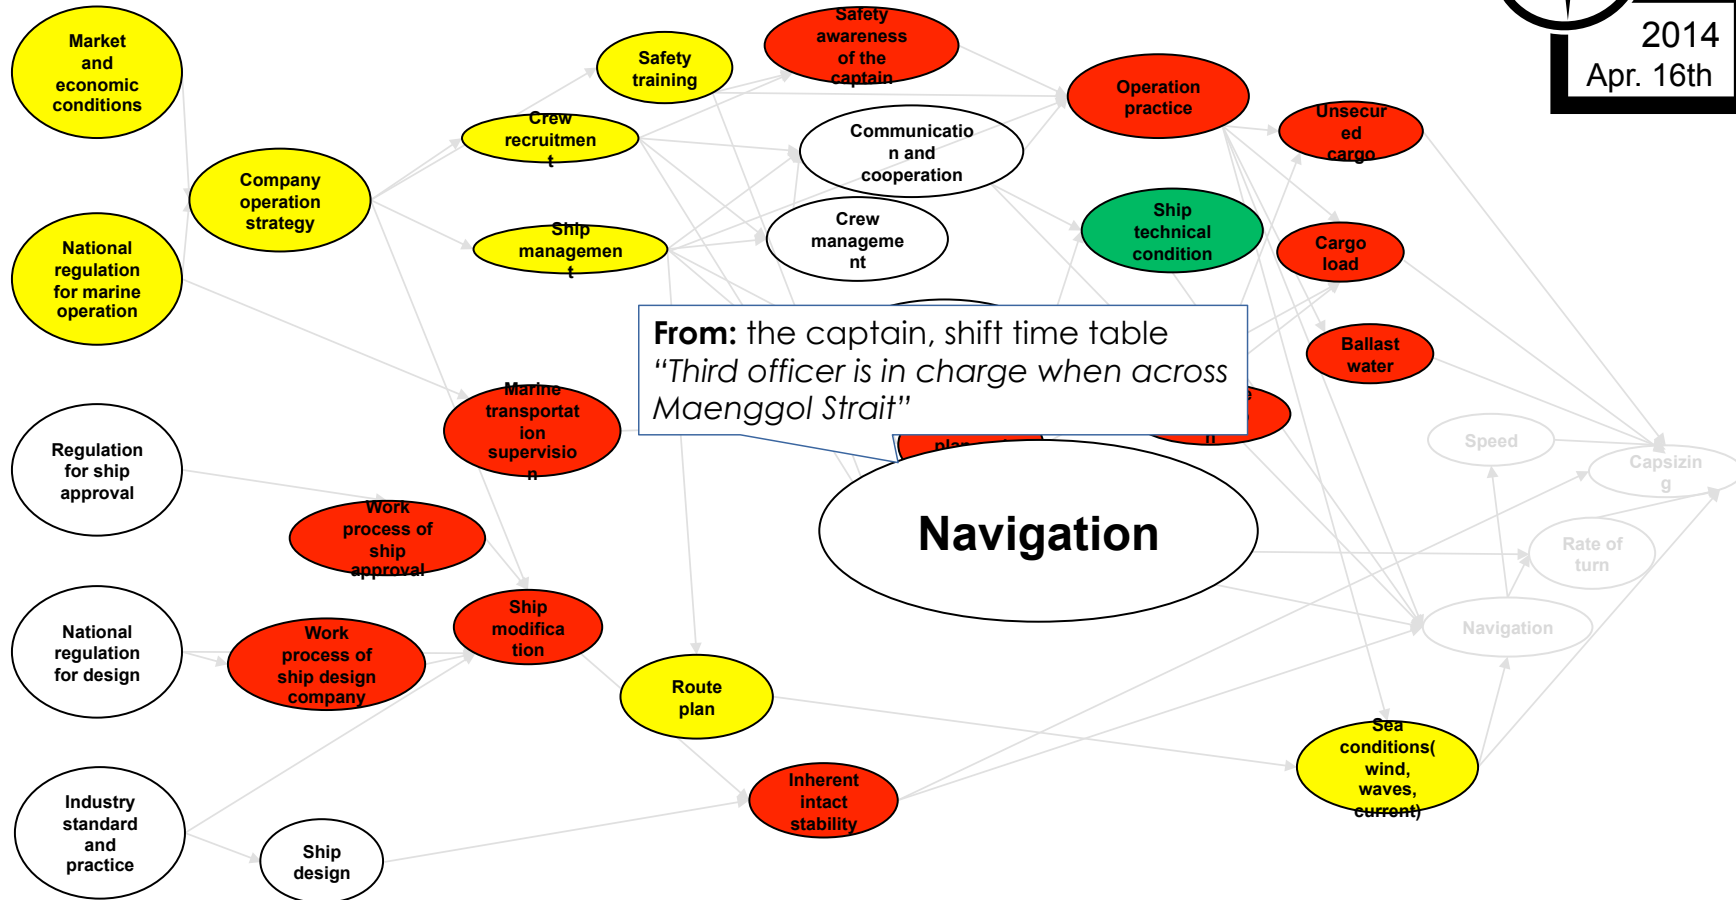 2014
Apr. 16th
Market
and
economic
conditions
National
regulation
for marine
operation
Regulation
for ship
approval
National
regulation
for design
Industry
standard
and
practice
Company
operation
strategy
Work
process of
ship
approval
Work
process of
ship design
company
Ship
design
Safety
training
Crew
recruitmen
t
Ship
managemen
t
Marine
transportat
ion
supervisio
n
Ship
modifica
tion
Route
plan
Safety
awareness
of the
captain
Communicatio
n and
cooperation
Crew
manageme
nt
From: the captain, shift time table
“Third officer is in charge when across
Maenggol Strait”
Navigation
Inherent
intact
stability
Operation
practice
Ship
technical
condition
Unsecur
ed
cargo
Cargo
load
Ballast
water
Speed
Capsizin
g
Rate of
turn
Navigation
Sea
conditions(
wind,
waves,
current)